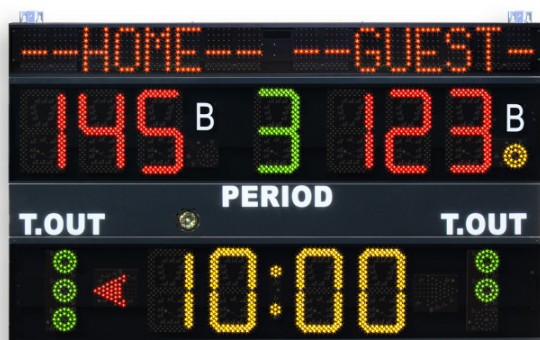 --HOME-- --GUEST-
145 B 3 123 B
PERIOD
T.OUT T.OUT
10:00